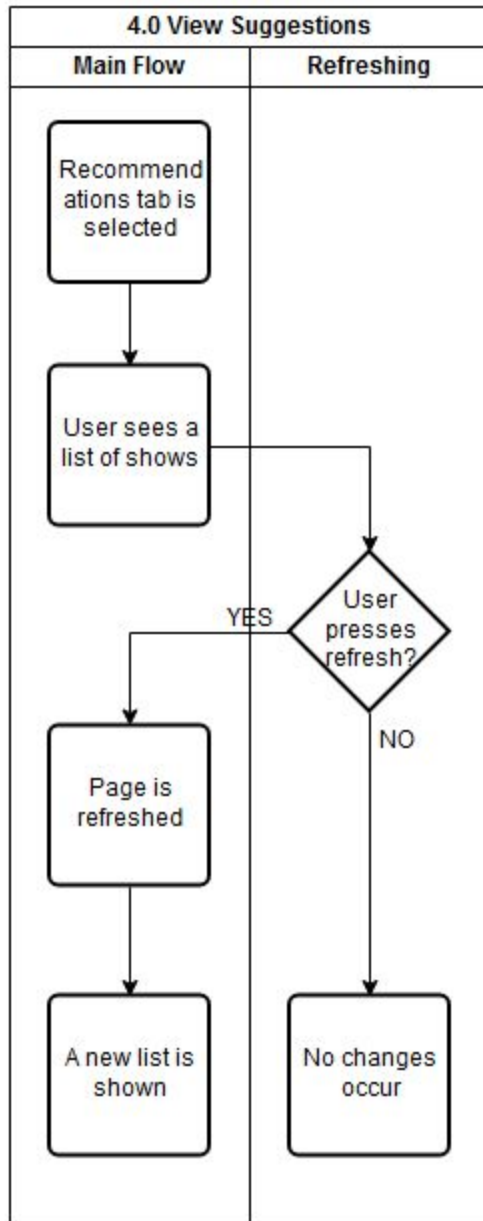 4.0 View Suggestions
Main Flow
Refreshing
Recommend
ations tab is
selected
User sees a
list of shows
User
presses
refresh?
YES
NO
Page is
refreshed
A new list is
shown
No changes
occur